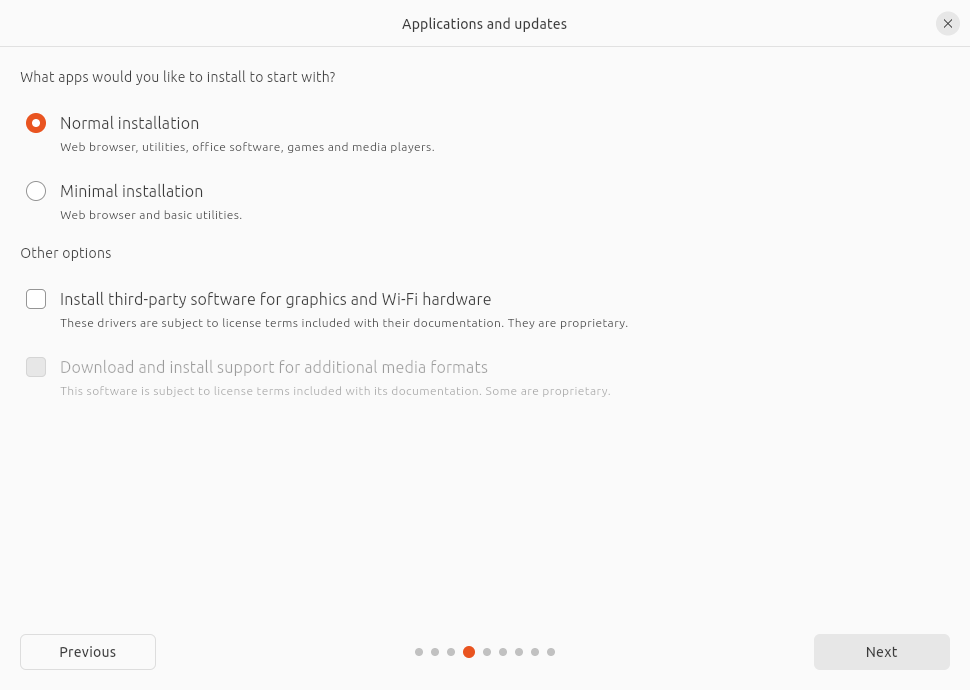 Applications and updates
What apps would you like to install to start with?
Normal installation
Web browser, utilities, office software, games and media players.
Minimal installation
Web browser and basic utilities.
Other options
Install third-party software for graphics and Wi-Fi hardware
These drivers are subject to license terms included with their documentation. They are proprietary.
Download and install support for additional media formats
This software is subject to license terms included with its documentation. Some are proprietary.
Previous
Next